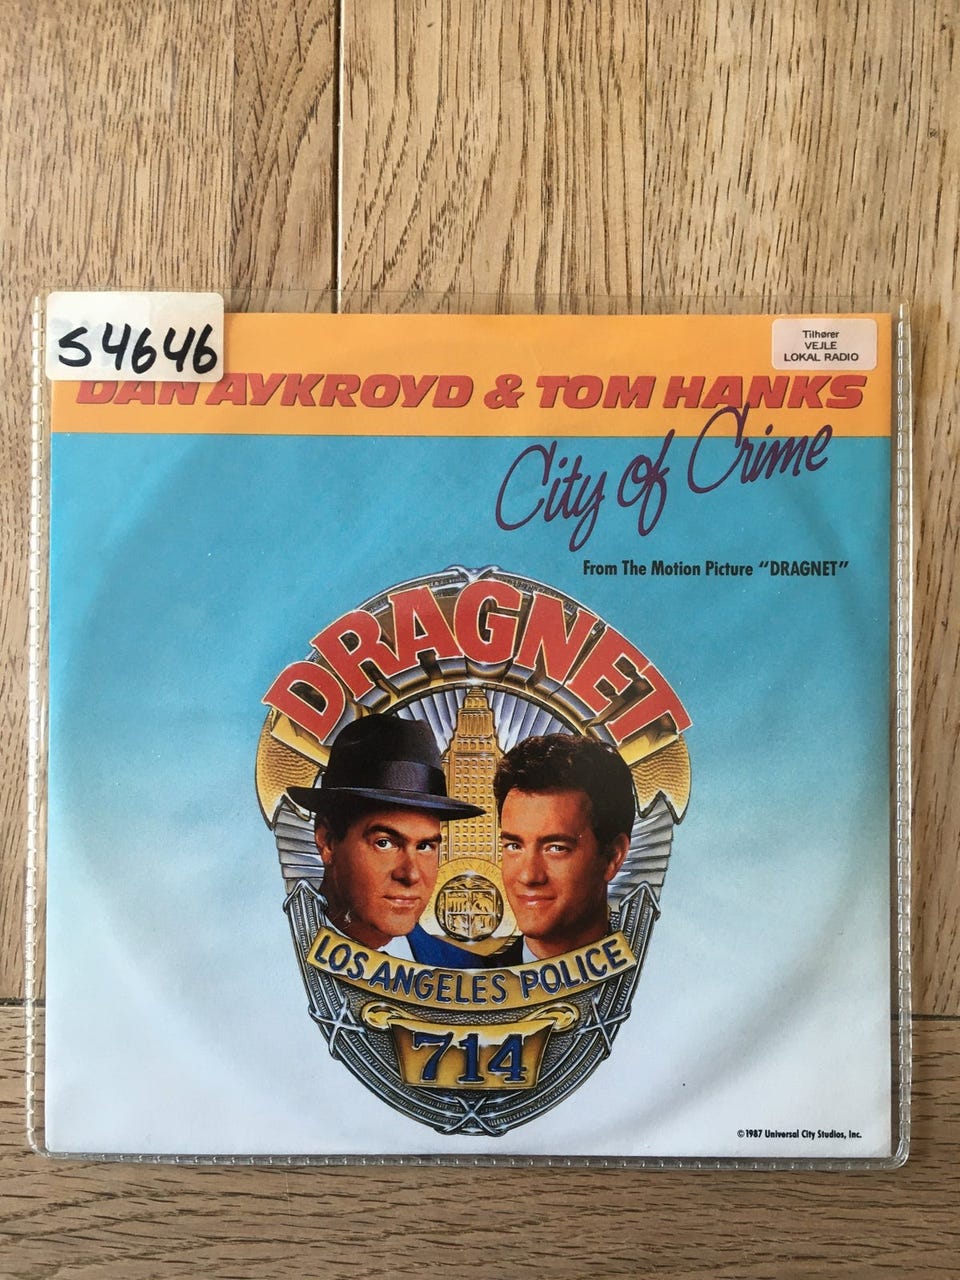 S4646
Tilhører
VEJLE
LOKAL RADIO
DAN AYKROYD & TOM HANKS
City of Crime
From The Motion Picture “DRAGNET”
DRAGNET
LOS ANGELES POLICE
714
©1987 Universal City Studios, Inc.